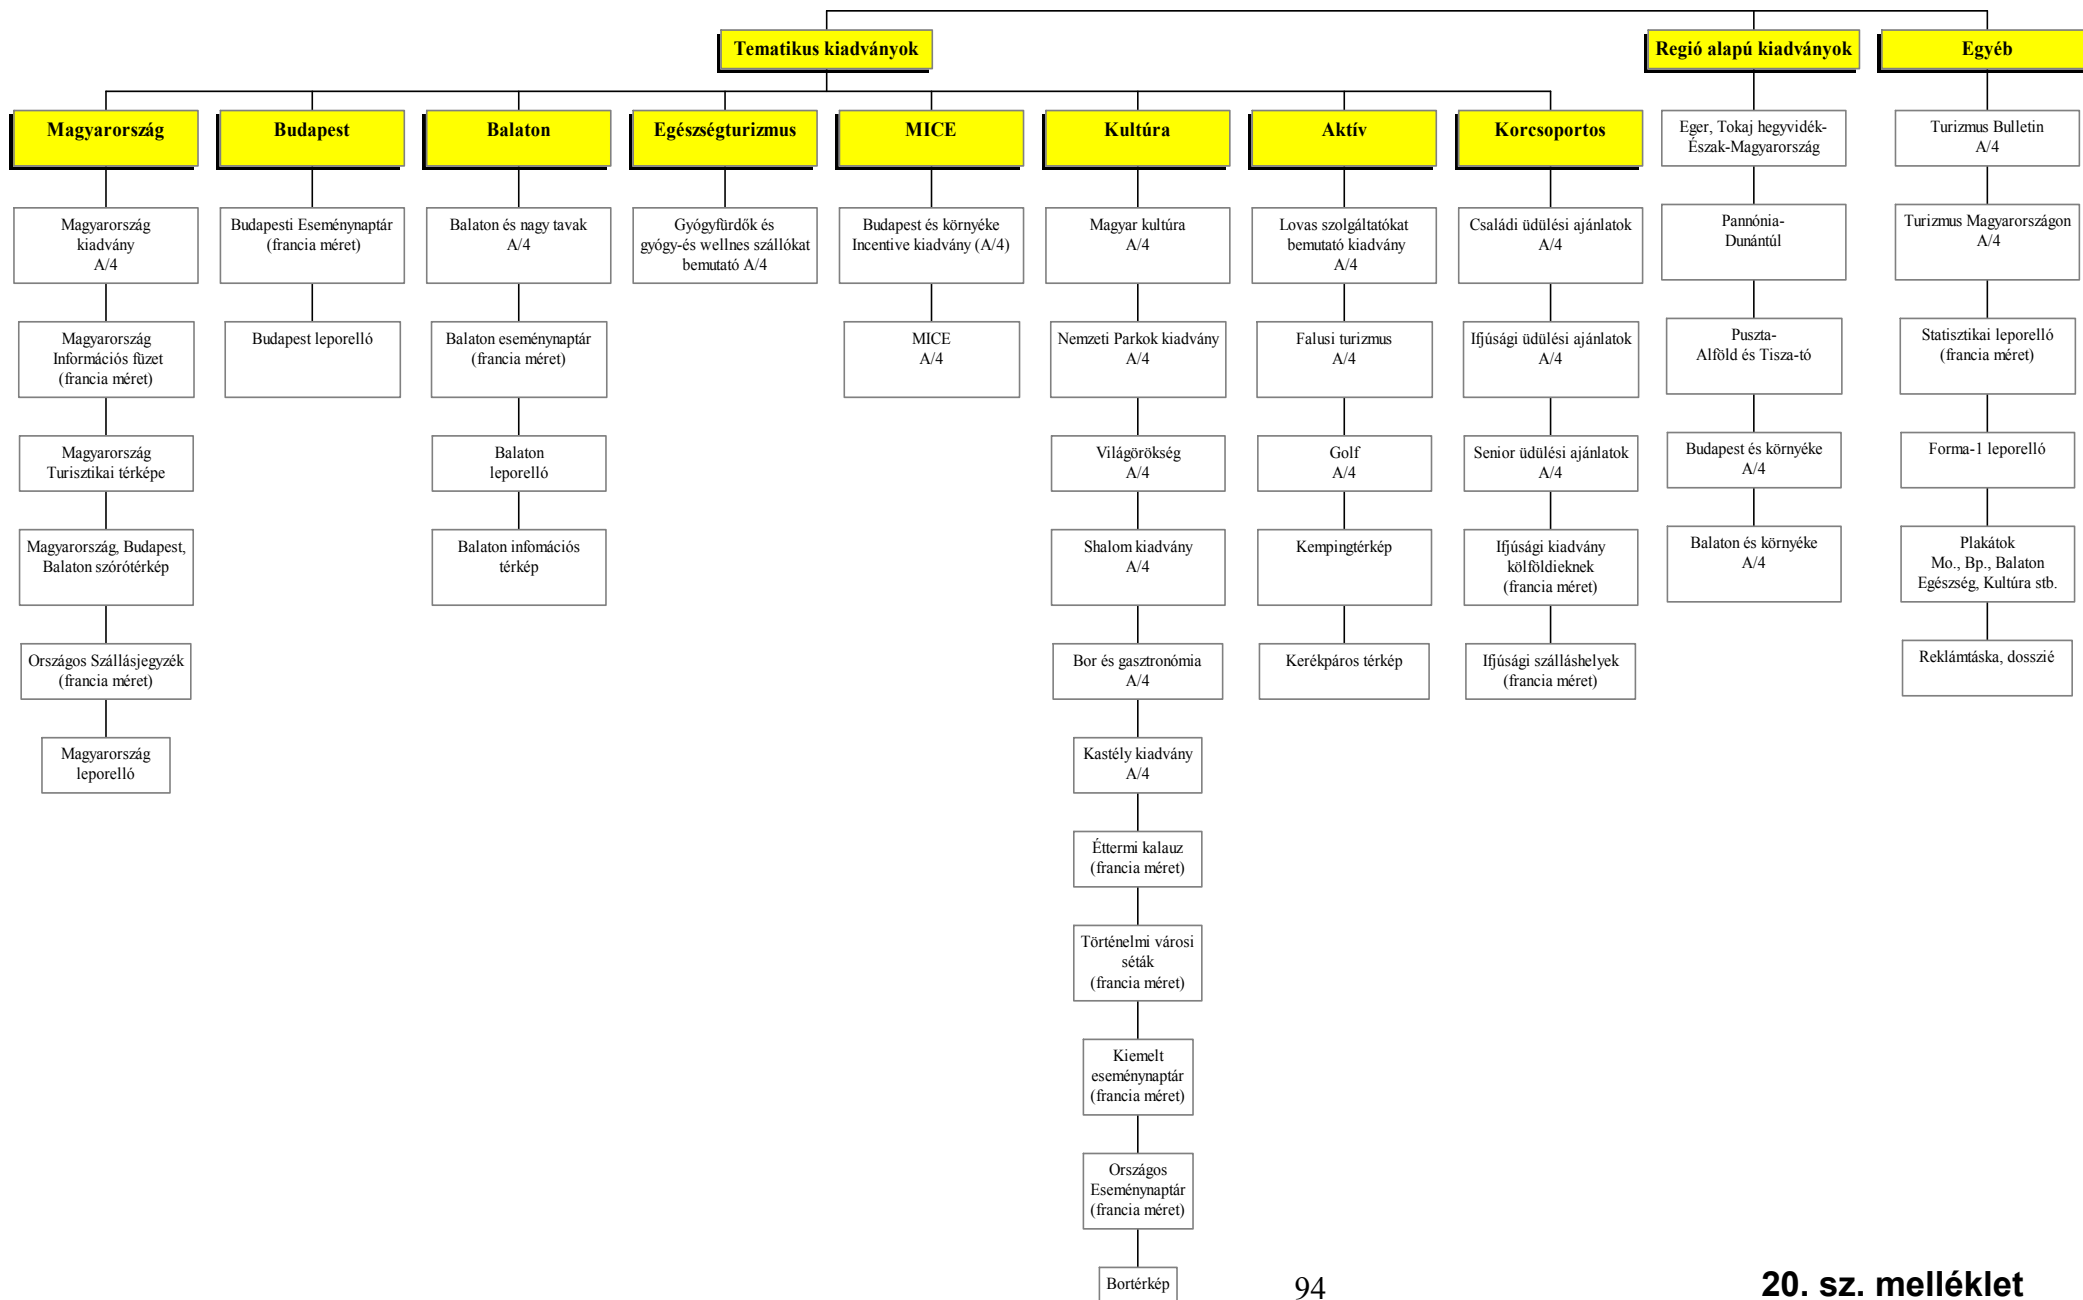 Tematikus kiadványok
Regió alapú kiadványok
Egyéb
Magyarország
Budapest
Balaton
Egészségturizmus
MICE
Kultúra
Aktív
Korcsoportos
Magyarország
kiadvány
A/4
Magyarország
Információs füzet
(francia méret)
Magyarország
Turisztikai térképe
Magyarország, Budapest,
Balaton szórótérkép
Országos Szállásjegyzék
(francia méret)
Magyarország
leporelló
Budapesti Eseménynaptár
(francia méret)
Budapest leporelló
Balaton és nagy tavak
A/4
Balaton eseménynaptár
(francia méret)
Balaton
leporelló
Balaton infomációs
térkép
Gyógyfürdők és
gyógy-és wellnes szállókat
bemutató A/4
Budapest és környéke
Incentive kiadvány (A/4)
MICE
A/4
Magyar kultúra
A/4
Nemzeti Parkok kiadvány
A/4
Világörökség
A/4
Shalom kiadvány
A/4
Bor és gasztronómia
A/4
Kastély kiadvány
A/4
Éttermi kalauz
(francia méret)
Történelmi városi
séták
(francia méret)
Kiemelt
eseménynaptár
(francia méret)
Országos
Eseménynaptár
(francia méret)
Bortérkép
Lovas szolgáltatókat
bemutató kiadvány
A/4
Falusi turizmus
A/4
Golf
A/4
Kempingtérkép
Kerékpáros térkép
Családi üdülési ajánlatok
A/4
Ifjúsági üdülési ajánlatok
A/4
Senior üdülési ajánlatok
A/4
Ifjúsági kiadvány
kölföldieknek
(francia méret)
Ifjúsági szálláshelyek
(francia méret)
Eger, Tokaj hegyvidék-
Észak-Magyarország
Pannónia-
Dunántúl
Puszta-
Alföld és Tisza-tó
Budapest és környéke
A/4
Balaton és környéke
A/4
Turizmus Bulletin
A/4
Turizmus Magyarországon
A/4
Statisztikai leporelló
(francia méret)
Forma-1 leporelló
Plakátok
Mo., Bp., Balaton
Egészség, Kultúra stb.
Reklámtáska, dosszié
94
20. sz. melléklet